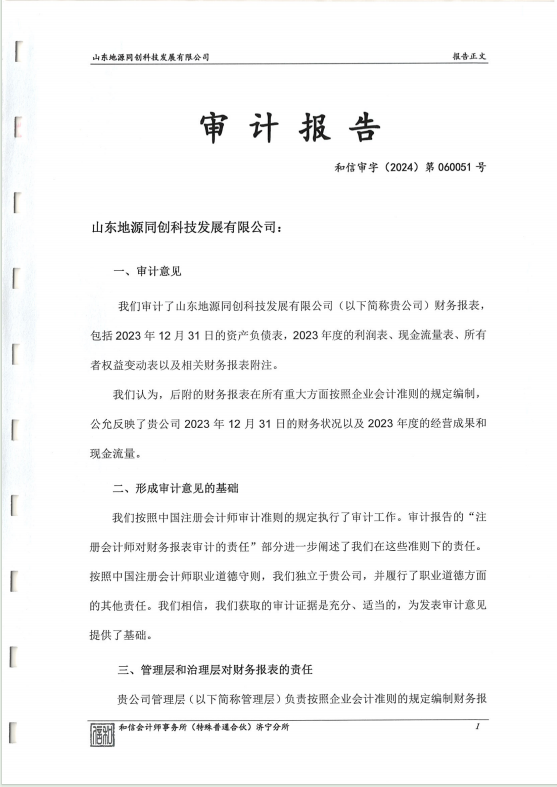 山东地源同创科技发展有限公司 报告正文
审计报告
和信审字（2024）第 060051 号
山东地源同创科技发展有限公司：
一、审计意见
我们审计了山东地源同创科技发展有限公司（以下简称贵公司）财务报表，
包括 2023 年 12 月 31 日的资产负债表，2023 年度的利润表、现金流量表、所有
者权益变动表以及相关财务报表附注。
我们认为，后附的财务报表在所有重大方面按照企业会计准则的规定编制，
公允反映了贵公司 2023 年 12 月 31 日的财务状况以及 2023 年度的经营成果和
现金流量。
二、形成审计意见的基础
我们按照中国注册会计师审计准则的规定执行了审计工作。审计报告的“注
册会计师对财务报表审计的责任”部分进一步阐述了我们在这些准则下的责任。
按照中国注册会计师职业道德守则，我们独立于贵公司，并履行了职业道德方面
的其他责任。我们相信，我们获取的审计证据是充分、适当的，为发表审计意见
提供了基础。
三、管理层和治理层对财务报表的责任
贵公司管理层（以下简称管理层）负责按照企业会计准则的规定编制财务报
和信会计师事务所（特殊普通合伙）济宁分所 1